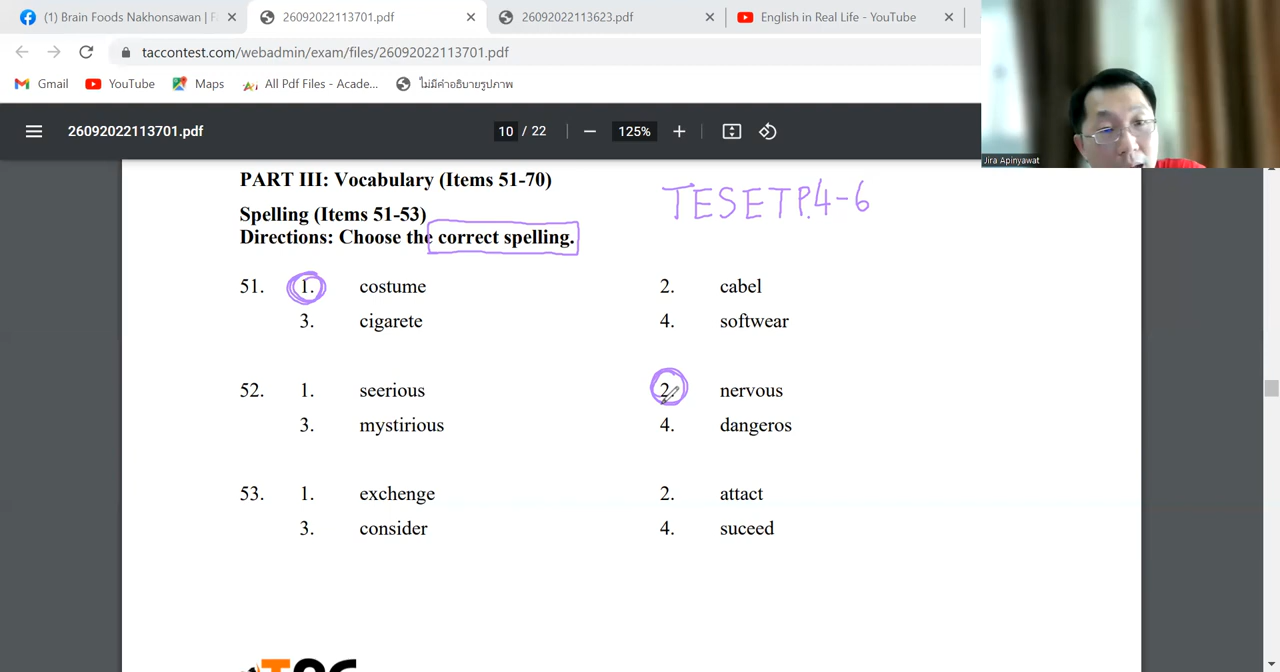 (1) Brain Foods Nakhonsawan | F
26092022113701.pdf
26092022113623.pdf
English in Real Life - YouTube
taccontest.com/webadmin/exam/files/26092022113701.pdf
Gmail
YouTube
Maps
All Pdf Files - Acade...
ไม่มีคำอธิบายรูปภาพ
26092022113701.pdf
10 / 22
125%
Jira Apinyawat
PART III: Vocabulary (Items 51-70)
TESET P.4-6
Spelling (Items 51-53)
Directions: Choose the correct spelling.
51. 1. costume 2. cabel
3. cigarete 4. softwear
52. 1. seerious 2. nervous
3. mystirious 4. dangeros
53. 1. exchenge 2. attact
3. consider 4. suceed